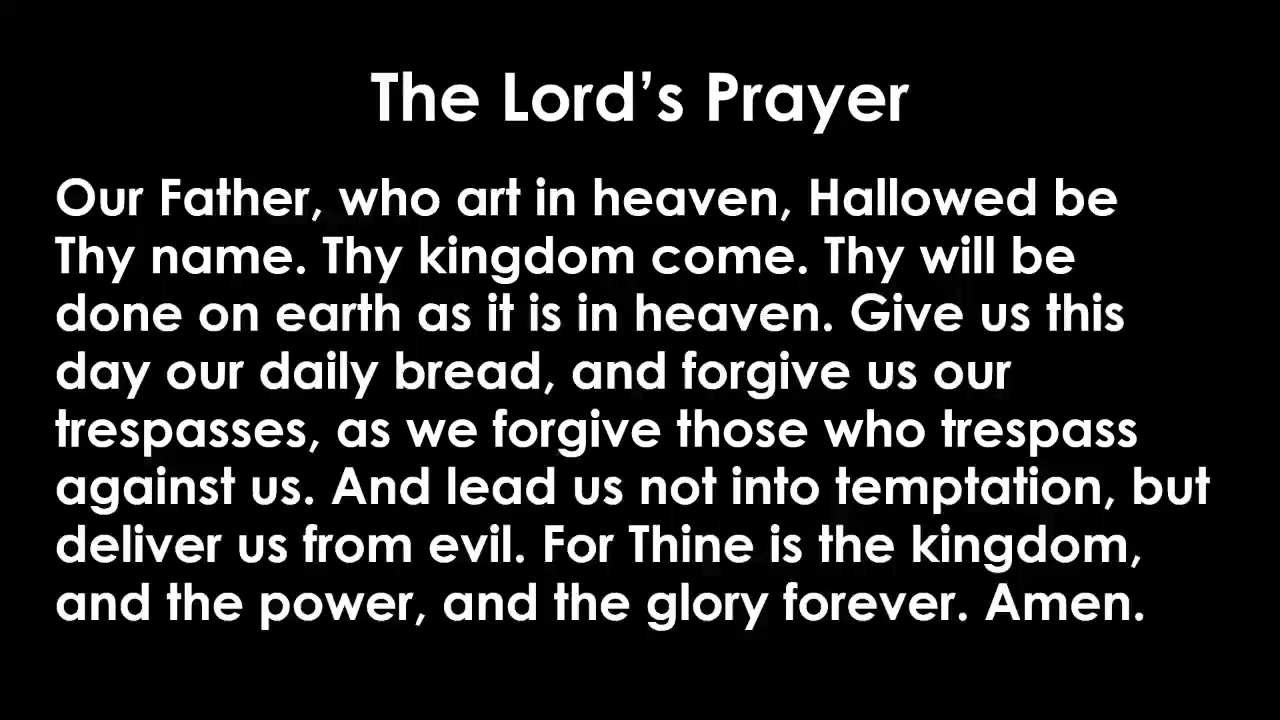 The Lord’s Prayer
Our Father, who art in heaven, Hallowed be
Thy name. Thy kingdom come. Thy will be
done on earth as it is in heaven. Give us this
day our daily bread, and forgive us our
trespasses, as we forgive those who trespass
against us. And lead us not into temptation, but
deliver us from evil. For Thine is the kingdom,
and the power, and the glory forever. Amen.